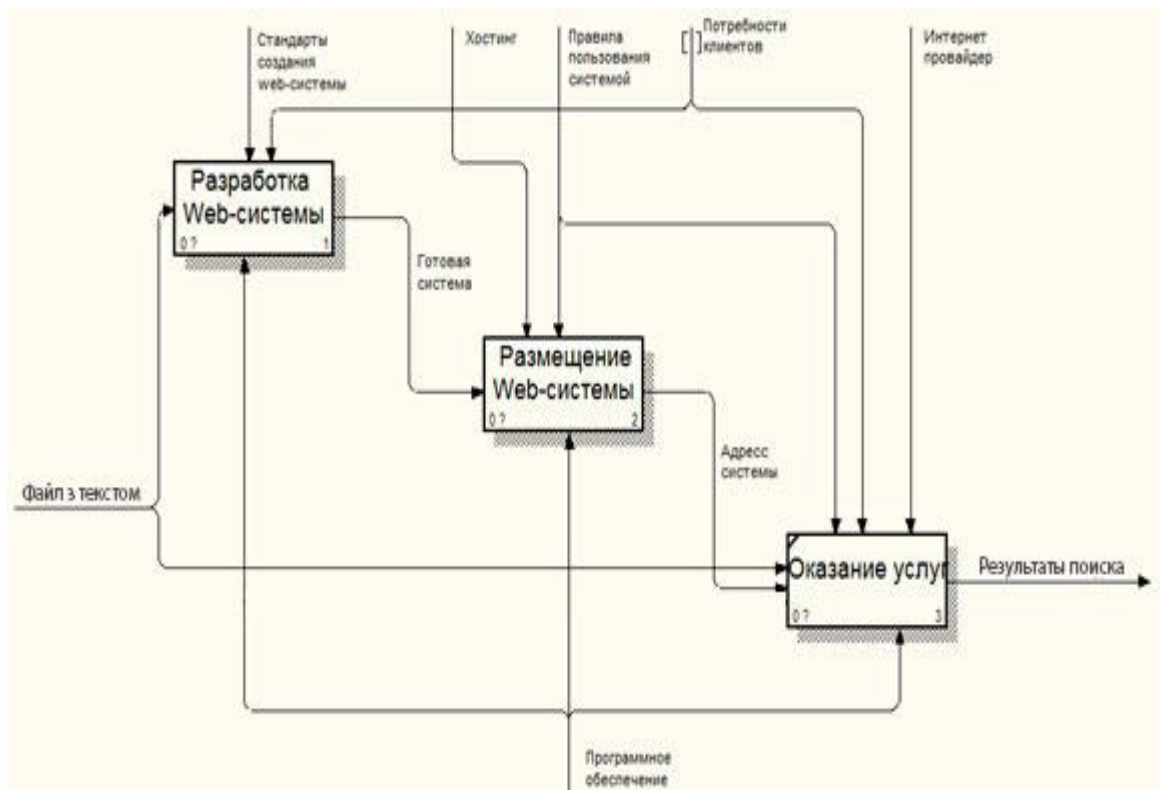 Стандарты
создания
web-системы
Хостинг
Правила
пользования
системой
Потребности
клиентов
Интернет
провайдер
Разработка
Web-системы
0 ?
1
Готовая
система
Размещение
Web-системы
0 ?
2
Адресс
системы
Файл з текстом
Оказание услуг
0 ?
3
Результаты поиска
Программное
обеспечение